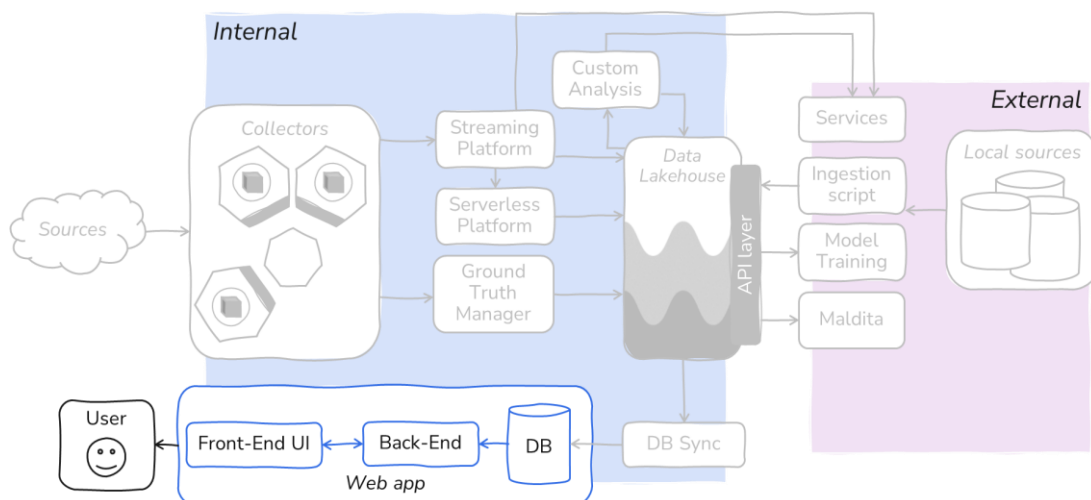 Internal
Custom
Analysis
External
Collectors
Streaming
Platform
Services
Data
Lakehouse
Local sources
Ingestion
script
Serverless
Platform
Sources
API layer
Model
Training
Ground
Truth
Manager
Maldita
User
Front-End UI
Back-End
DB
DB Sync
Web app